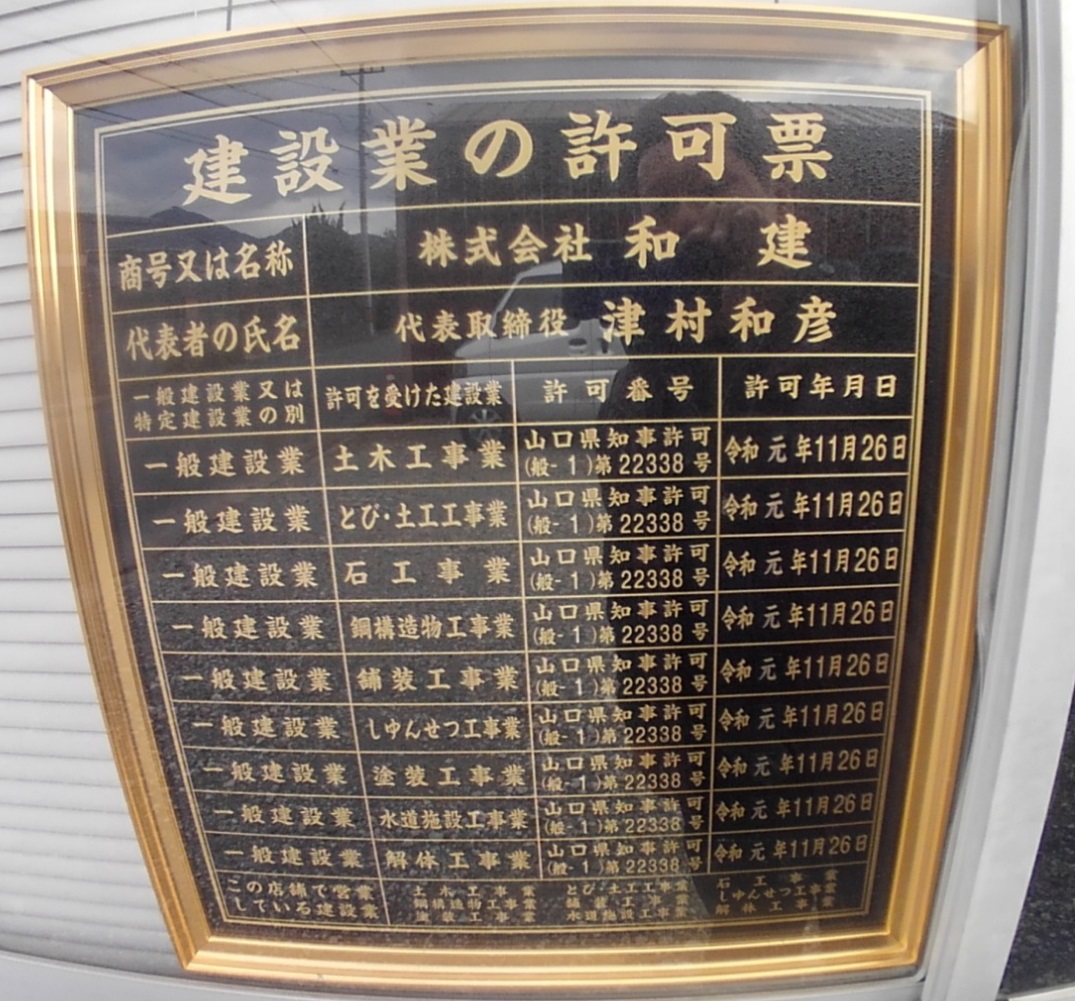 建設業の許可票
商号又は名称 株式会社 和 建
代表者の氏名 代表取締役 津村和彦
一般建設業又は
特定建設業の別
許可を受けた建設業 許可番号 許可年月日
一般建設業 土木工事業 山口県知事許可
(般-1)第22338号
令和元年11月26日
一般建設業 とび・土工工事業 山口県知事許可
(般-1)第22338号
令和元年11月26日
一般建設業 石工事業 山口県知事許可
(般-1)第22338号
令和元年11月26日
一般建設業 鋼構造物工事業 山口県知事許可
(般-1)第22338号
令和元年11月26日
一般建設業 舗装工事業 山口県知事許可
(般-1)第22338号
令和元年11月26日
一般建設業 しゆんせつ工事業 山口県知事許可
(般-1)第22338号
令和元年11月26日
一般建設業 塗装工事業 山口県知事許可
(般-1)第22338号
令和元年11月26日
一般建設業 水道施設工事業 山口県知事許可
(般-1)第22338号
令和元年11月26日
一般建設業 解体工事業 山口県知事許可
(般-1)第22338号
令和元年11月26日
この店舗で営業
している建設業
土木工事業 とび・土工工事業 石工事業
鋼構造物工事業 舗装工事業 しゆんせつ工事業
塗装工事業 水道施設工事業 解体工事業